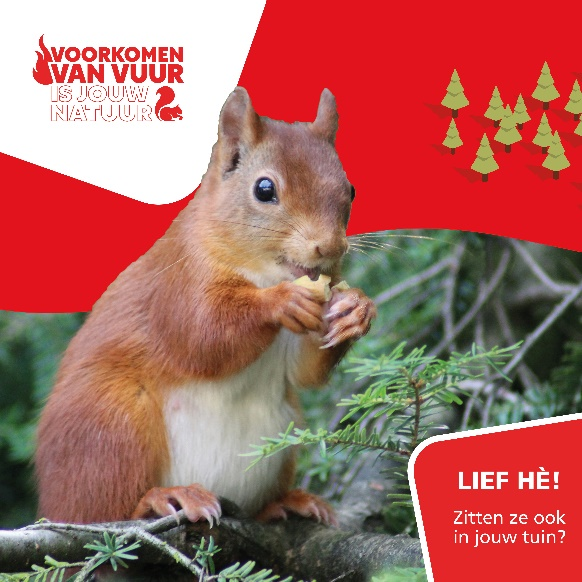 VOORKOMEN
VAN VUUR
IS JOUW
NATUUR
LIEF HÈ!
Zitten ze ook
in jouw tuin?